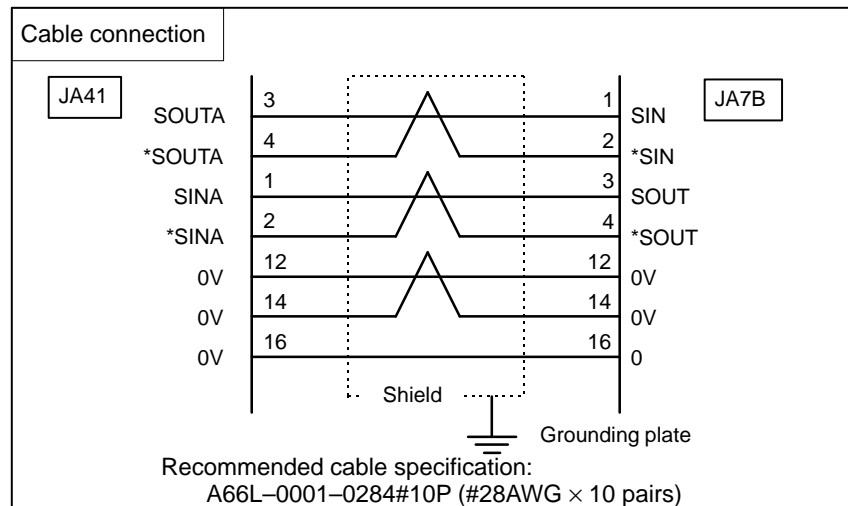 Cable connection
JA41 JA7B
SOUTA 3 1 SIN
*SOUTA 4 2 *SIN
SINA 1 3 SOUT
*SINA 2 4 *SOUT
0V 12 12 0V
0V 14 14 0V
0V 16 16 0
Shield
Grounding plate
Recommended cable specification:
A66L–0001–0284#10P (#28AWG × 10 pairs)